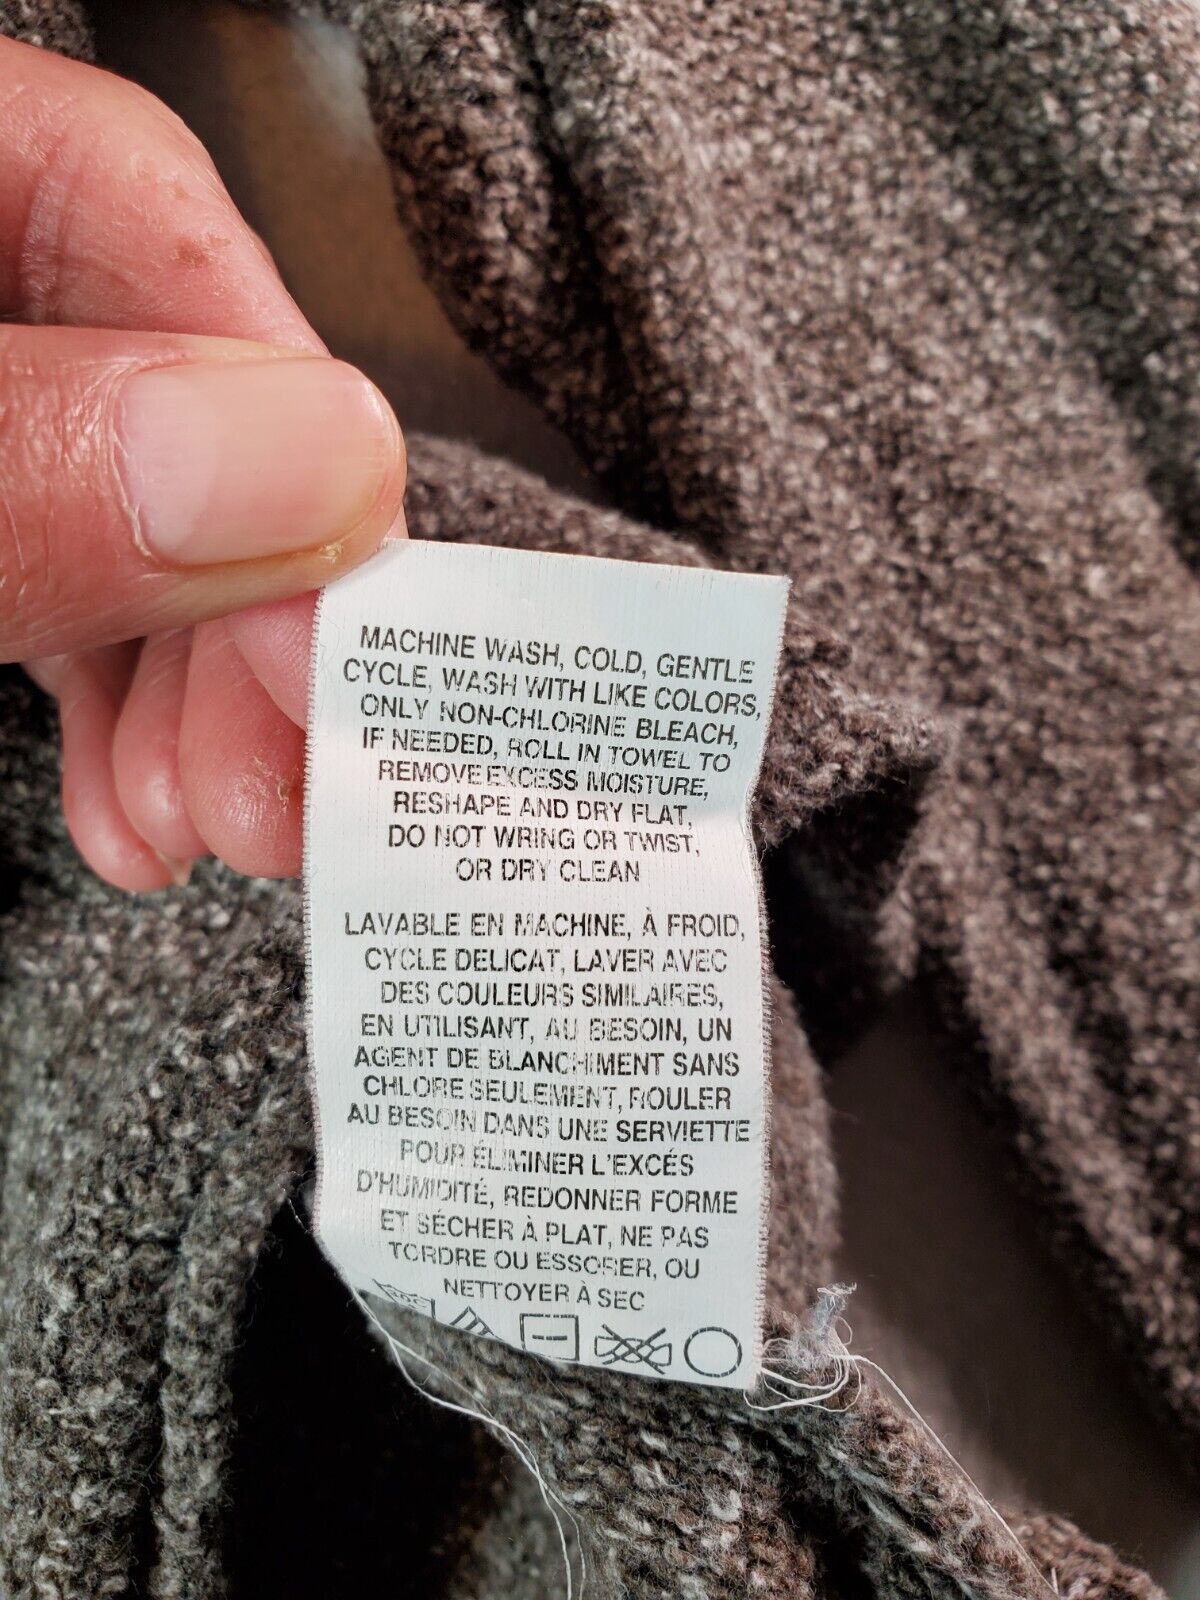 MACHINE WASH, COLD, GENTLE
CYCLE, WASH WITH LIKE COLORS,
ONLY NON-CHLORINE BLEACH,
IF NEEDED, ROLL IN TOWEL TO
REMOVE EXCESS MOISTURE,
RESHAPE AND DRY FLAT,
DO NOT WRING OR TWIST,
OR DRY CLEAN
LAVABLE EN MACHINE, À FROID,
CYCLE DELICAT, LAVER AVEC
DES COULEURS SIMILAIRES,
EN UTILISANT, AU BESOIN, UN
AGENT DE BLANCHIMENT SANS
CHLORE SEULEMENT, ROULER
AU BESOIN DANS UNE SERVIETTE
POUR ÉLIMINER L'EXCÉS
D'HUMIDITÉ, REDONNER FORME
ET SÉCHER À PLAT, NE PAS
TORDRE OU ESSORER, OU
NETTOYER À SEC